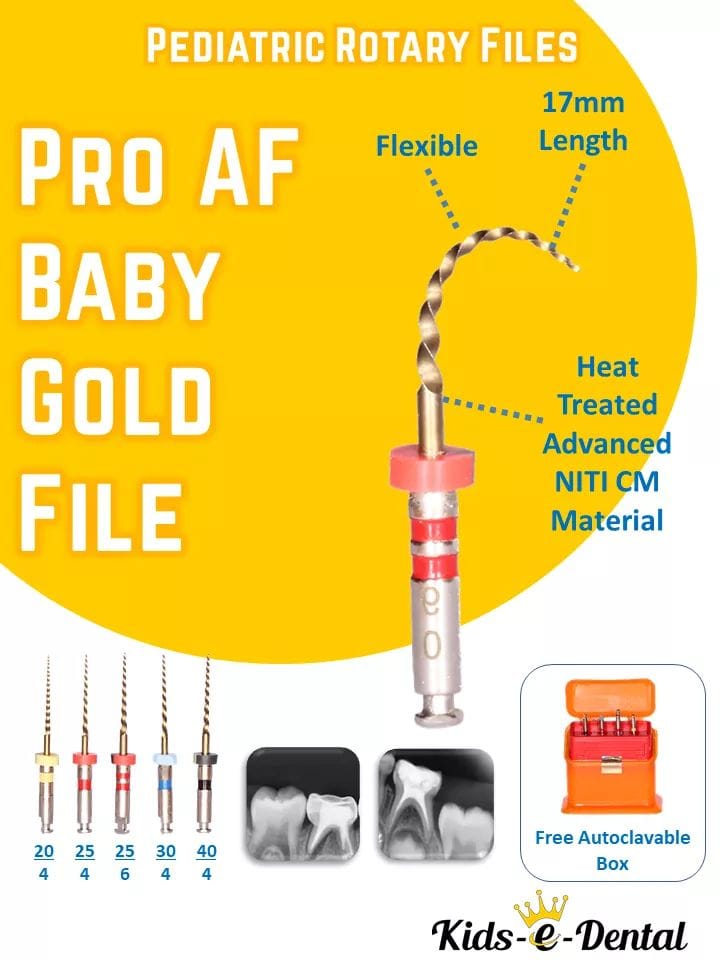 PEDIATRIC ROTARY FILES
PRO AF
BABY
GOLD
FILE
Flexible
17mm
Length
Heat
Treated
Advanced
NITI CM
Material
20
4
25
4
25
6
30
4
40
4
Free Autoclavable
Box
Kids-e-Dental